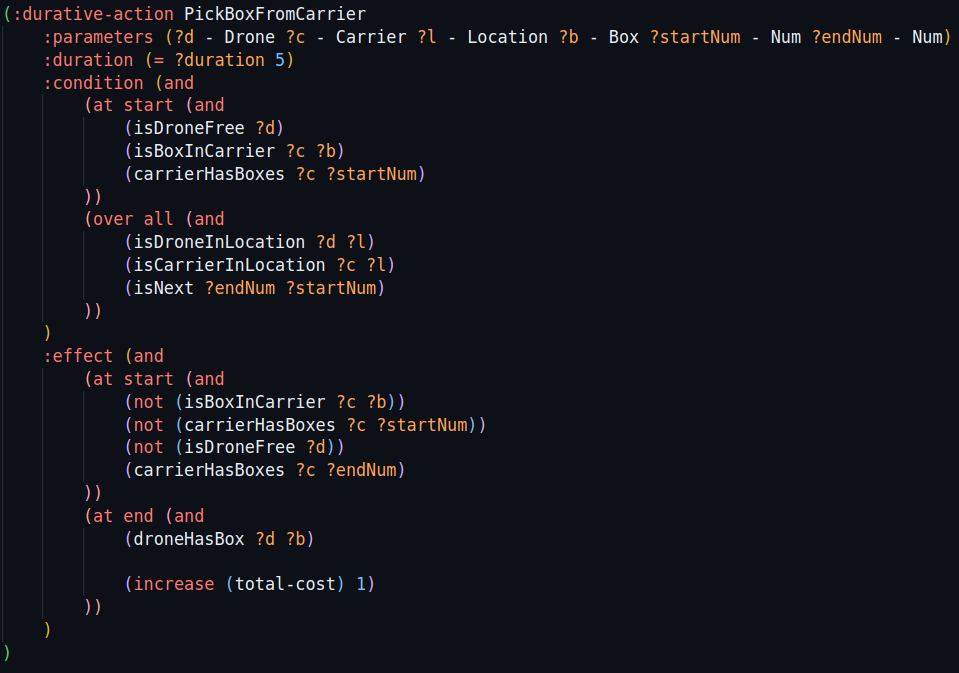 (:durative-action PickBoxFromCarrier
    :parameters (?d - Drone ?c - Carrier ?l - Location ?b - Box ?startNum - Num ?endNum - Num)
    :duration (= ?duration 5)
    :condition (and
        (at start (and
            (isDroneFree ?d)
            (isBoxInCarrier ?c ?b)
            (carrierHasBoxes ?c ?startNum)
        ))
        (over all (and
            (isDroneInLocation ?d ?l)
            (isCarrierInLocation ?c ?l)
            (isNext ?endNum ?startNum)
        ))
    )
    :effect (and
        (at start (and
            (not (isBoxInCarrier ?c ?b))
            (not (carrierHasBoxes ?c ?startNum))
            (not (isDroneFree ?d))
            (carrierHasBoxes ?c ?endNum)
        ))
        (at end (and
            (droneHasBox ?d ?b)

            (increase (total-cost) 1)
        ))
    )
)